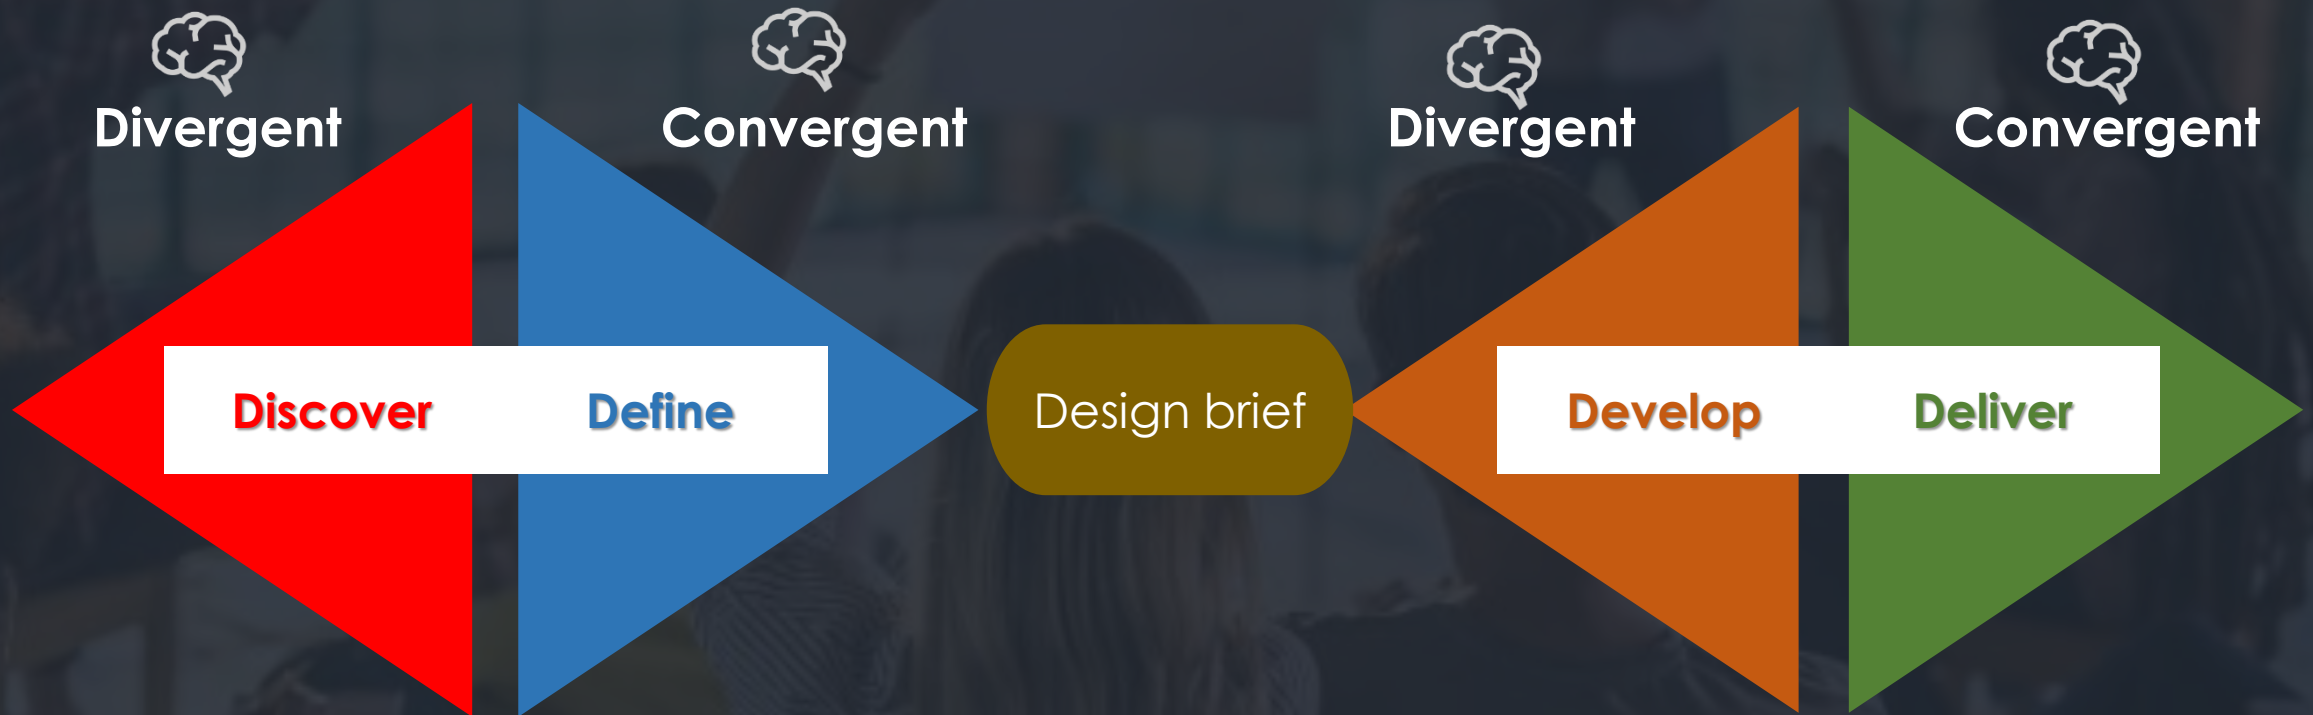 Divergent
Convergent
Divergent
Convergent
Discover
Define
Design brief
Develop
Deliver